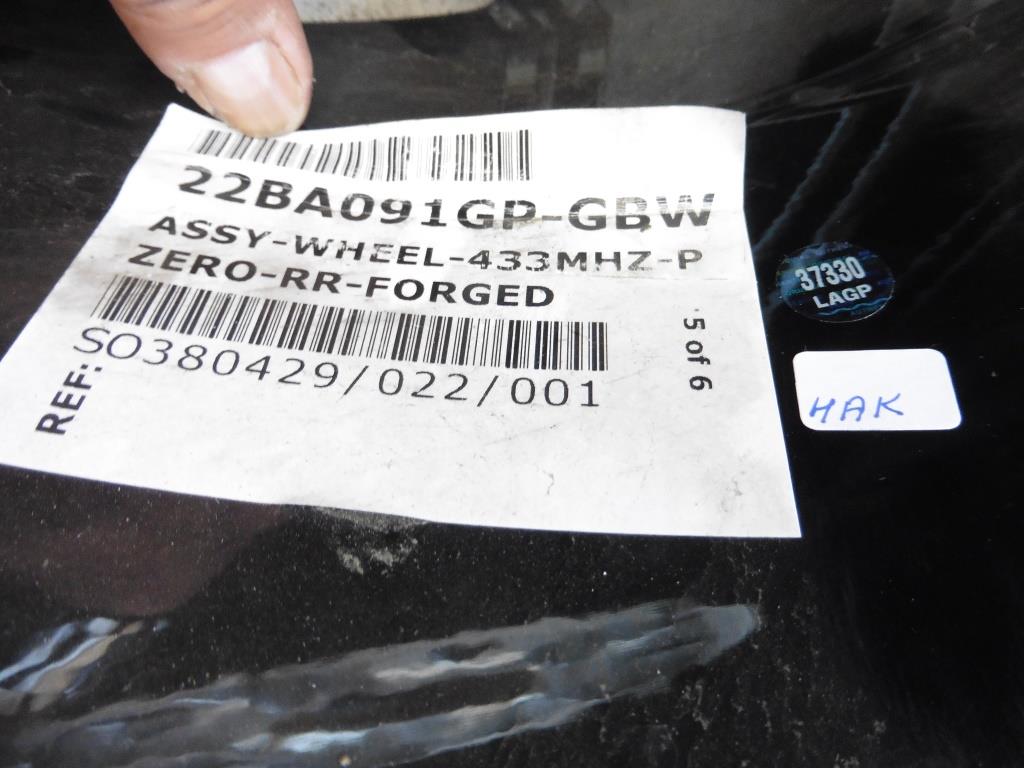 22BA091GP-GBW
ASSY-WHEEL-433MHZ-P
ZERO-RR-FORGED
SO380429/022/001
REF:
5 of 6
37330
LAGP
HAK